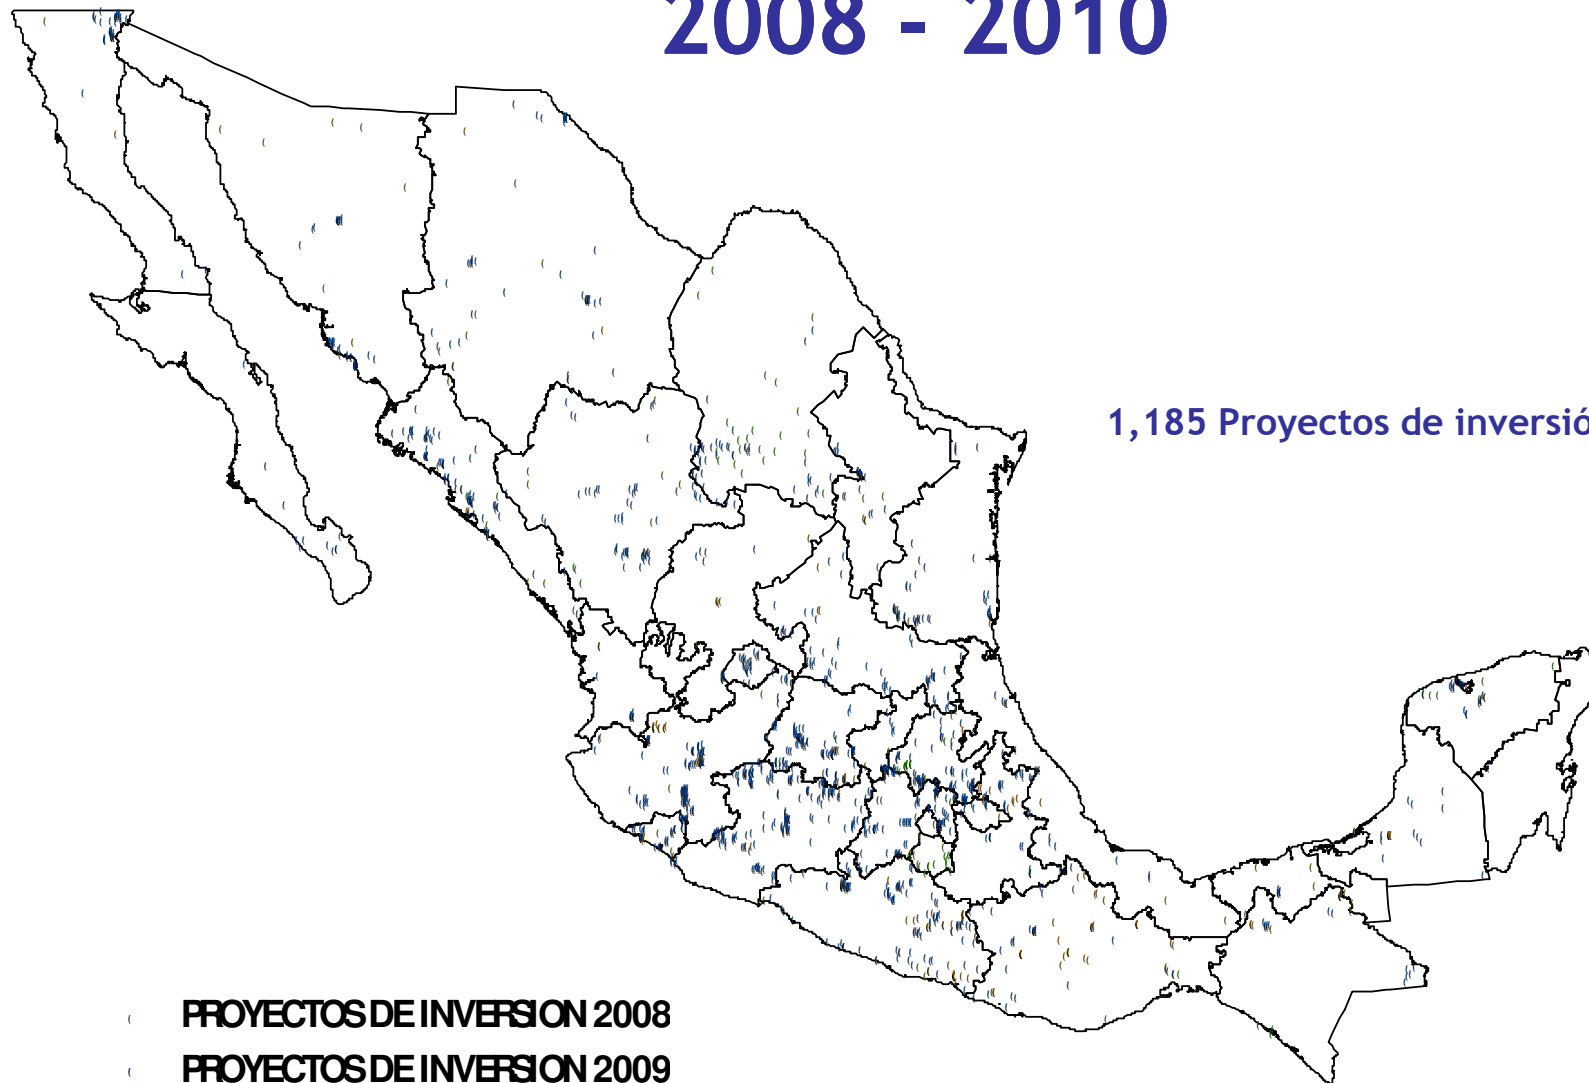 2008 - 2010
1,185 Proyectos de inversió
PROYECTOS DE INVERSION 2008
PROYECTOS DE INVERSION 2009